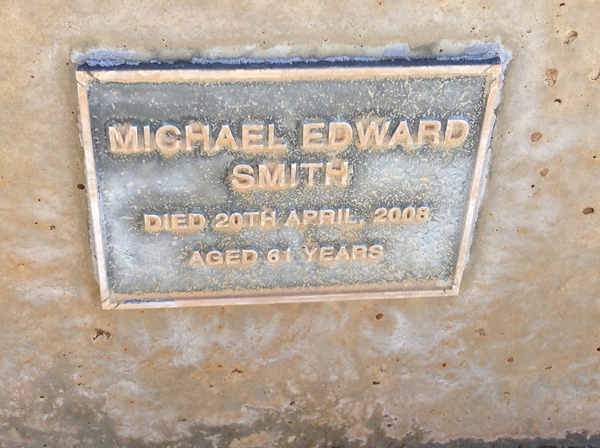 MICHAEL EDWARD
SMITH
DIED 20TH APRIL, 2008
AGED 61 YEARS